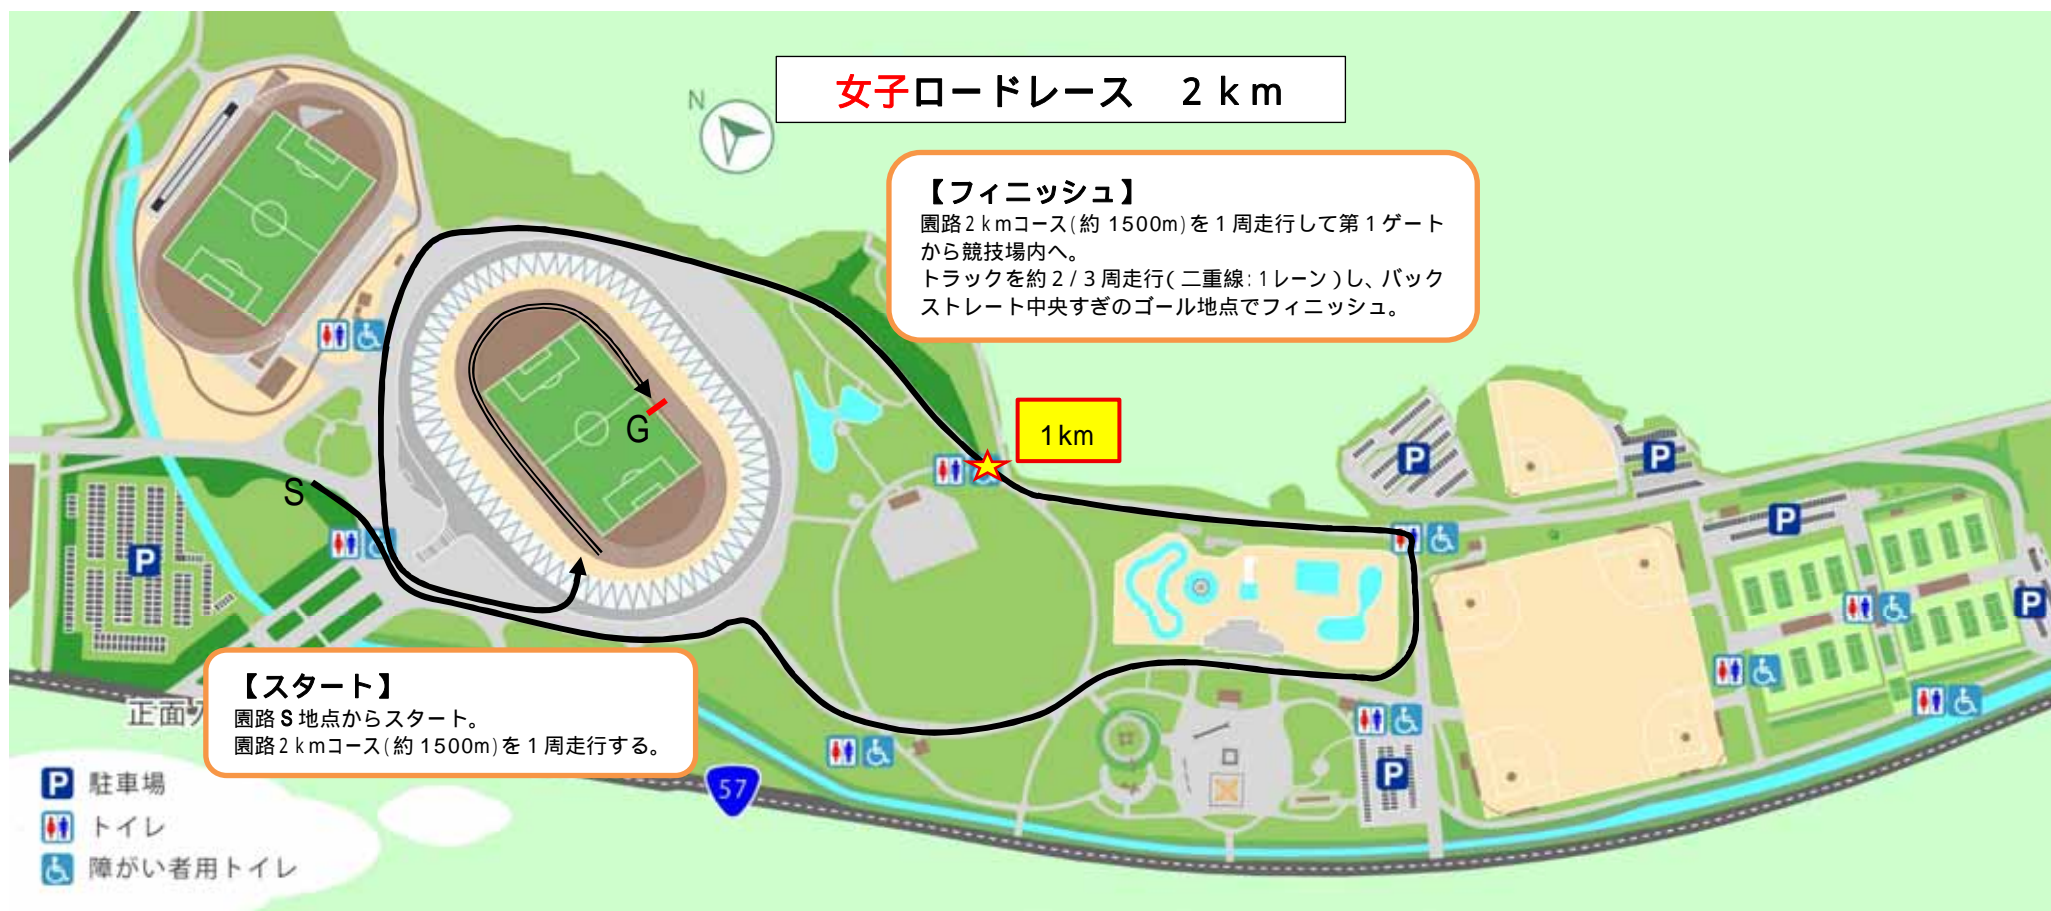 女子ロードレース　２ｋｍ
N
【フィニッシュ】
園路2kmコース(約 1500m)を１周走行して第１ゲート
から競技場内へ。
トラックを約２/３周走行(二重線:1レーン)し、バック
ストレート中央すぎのゴール地点でフィニッシュ。
1km
G
S
P
P
P
P
P
P
【スタート】
園路S地点からスタート。
園路2kmコース(約 1500m)を１周走行する。
正面
57
P 駐車場
トイレ
障がい者用トイレ